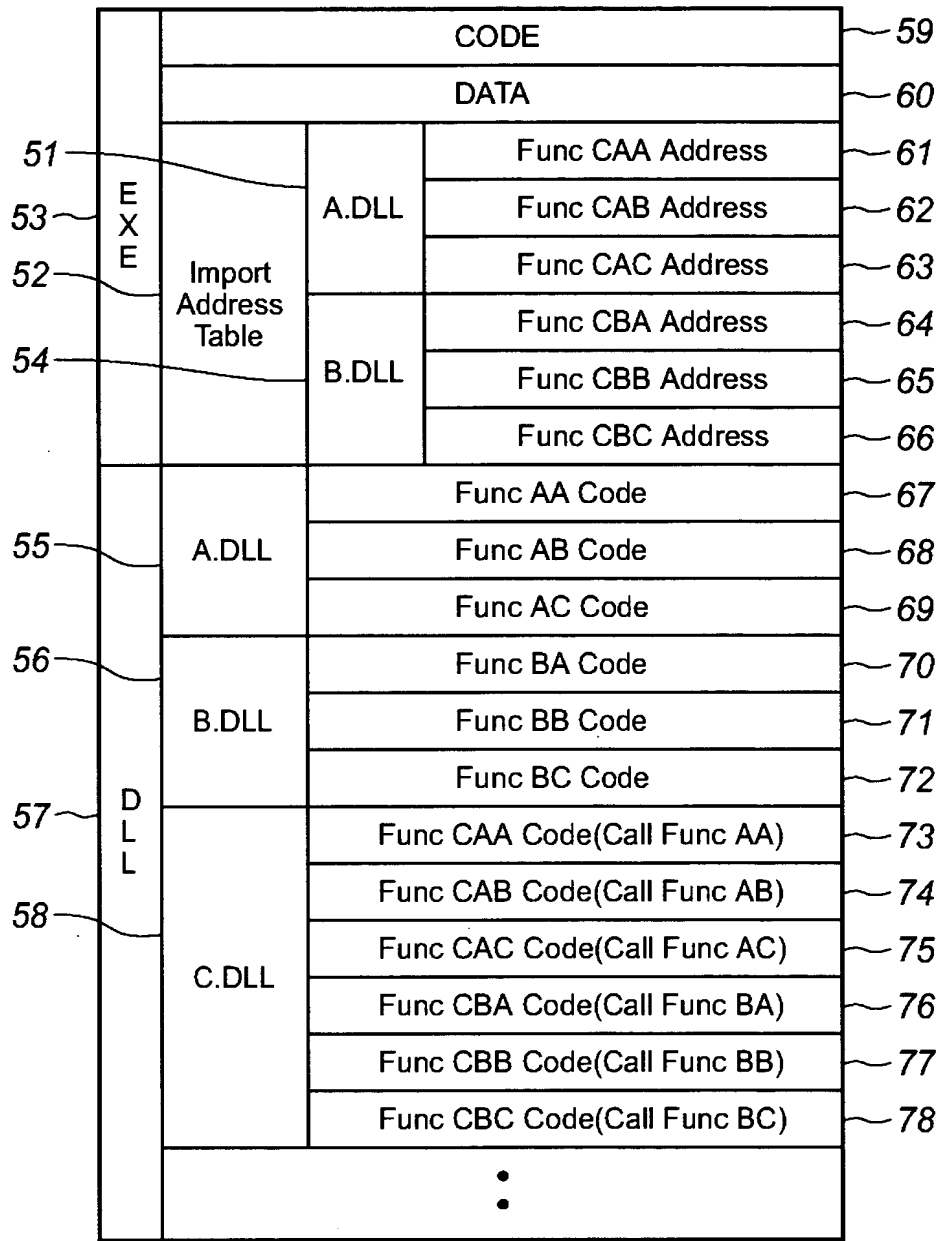 CODE 59
DATA 60
51
53
52
54
E
X
E
Import
Address
Table
A.DLL
Func CAA Address 61
Func CAB Address 62
Func CAC Address 63
B.DLL
Func CBA Address 64
Func CBB Address 65
Func CBC Address 66
55
56
57
58
D
L
L
A.DLL
Func AA Code 67
Func AB Code 68
Func AC Code 69
B.DLL
Func BA Code 70
Func BB Code 71
Func BC Code 72
C.DLL
Func CAA Code(Call Func AA) 73
Func CAB Code(Call Func AB) 74
Func CAC Code(Call Func AC) 75
Func CBA Code(Call Func BA) 76
Func CBB Code(Call Func BB) 77
Func CBC Code(Call Func BC) 78